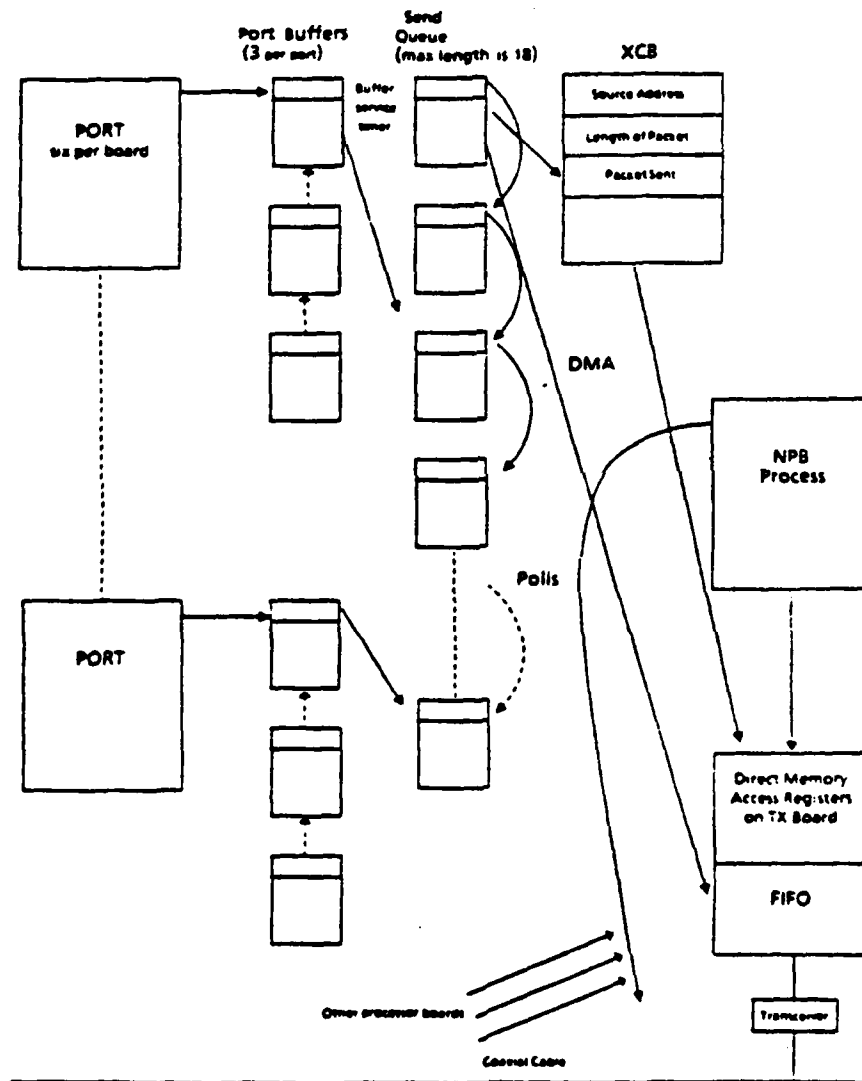 Port Buffers
(3 per port)
Send
Queue
(max length is 18)
XCB
PORT
six per board
Buffer
service
timer
Source Address
Length of Packet
Packet Sent
DMA
NPB
Process
Polls
PORT
Direct Memory
Access Registers
on TX Board
FIFO
Other processor boards
Transceiver
Control Cable